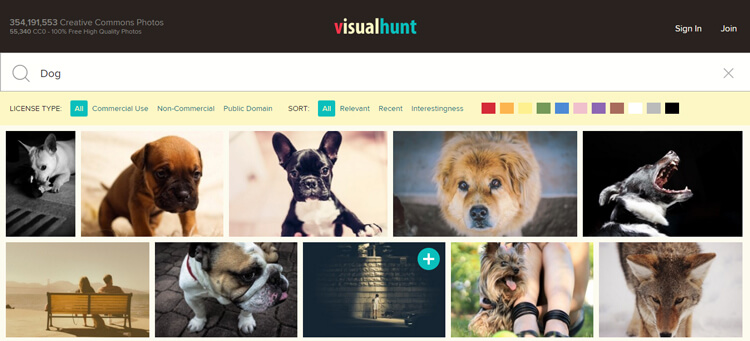 354,191,553 Creative Commons Photos
55,340 CC0 - 100% Free High Quality Photos
visualhunt
Sign In Join
Dog
LICENSE TYPE: All Commercial Use Non-Commercial Public Domain SORT: All Relevant Recent Interestingness